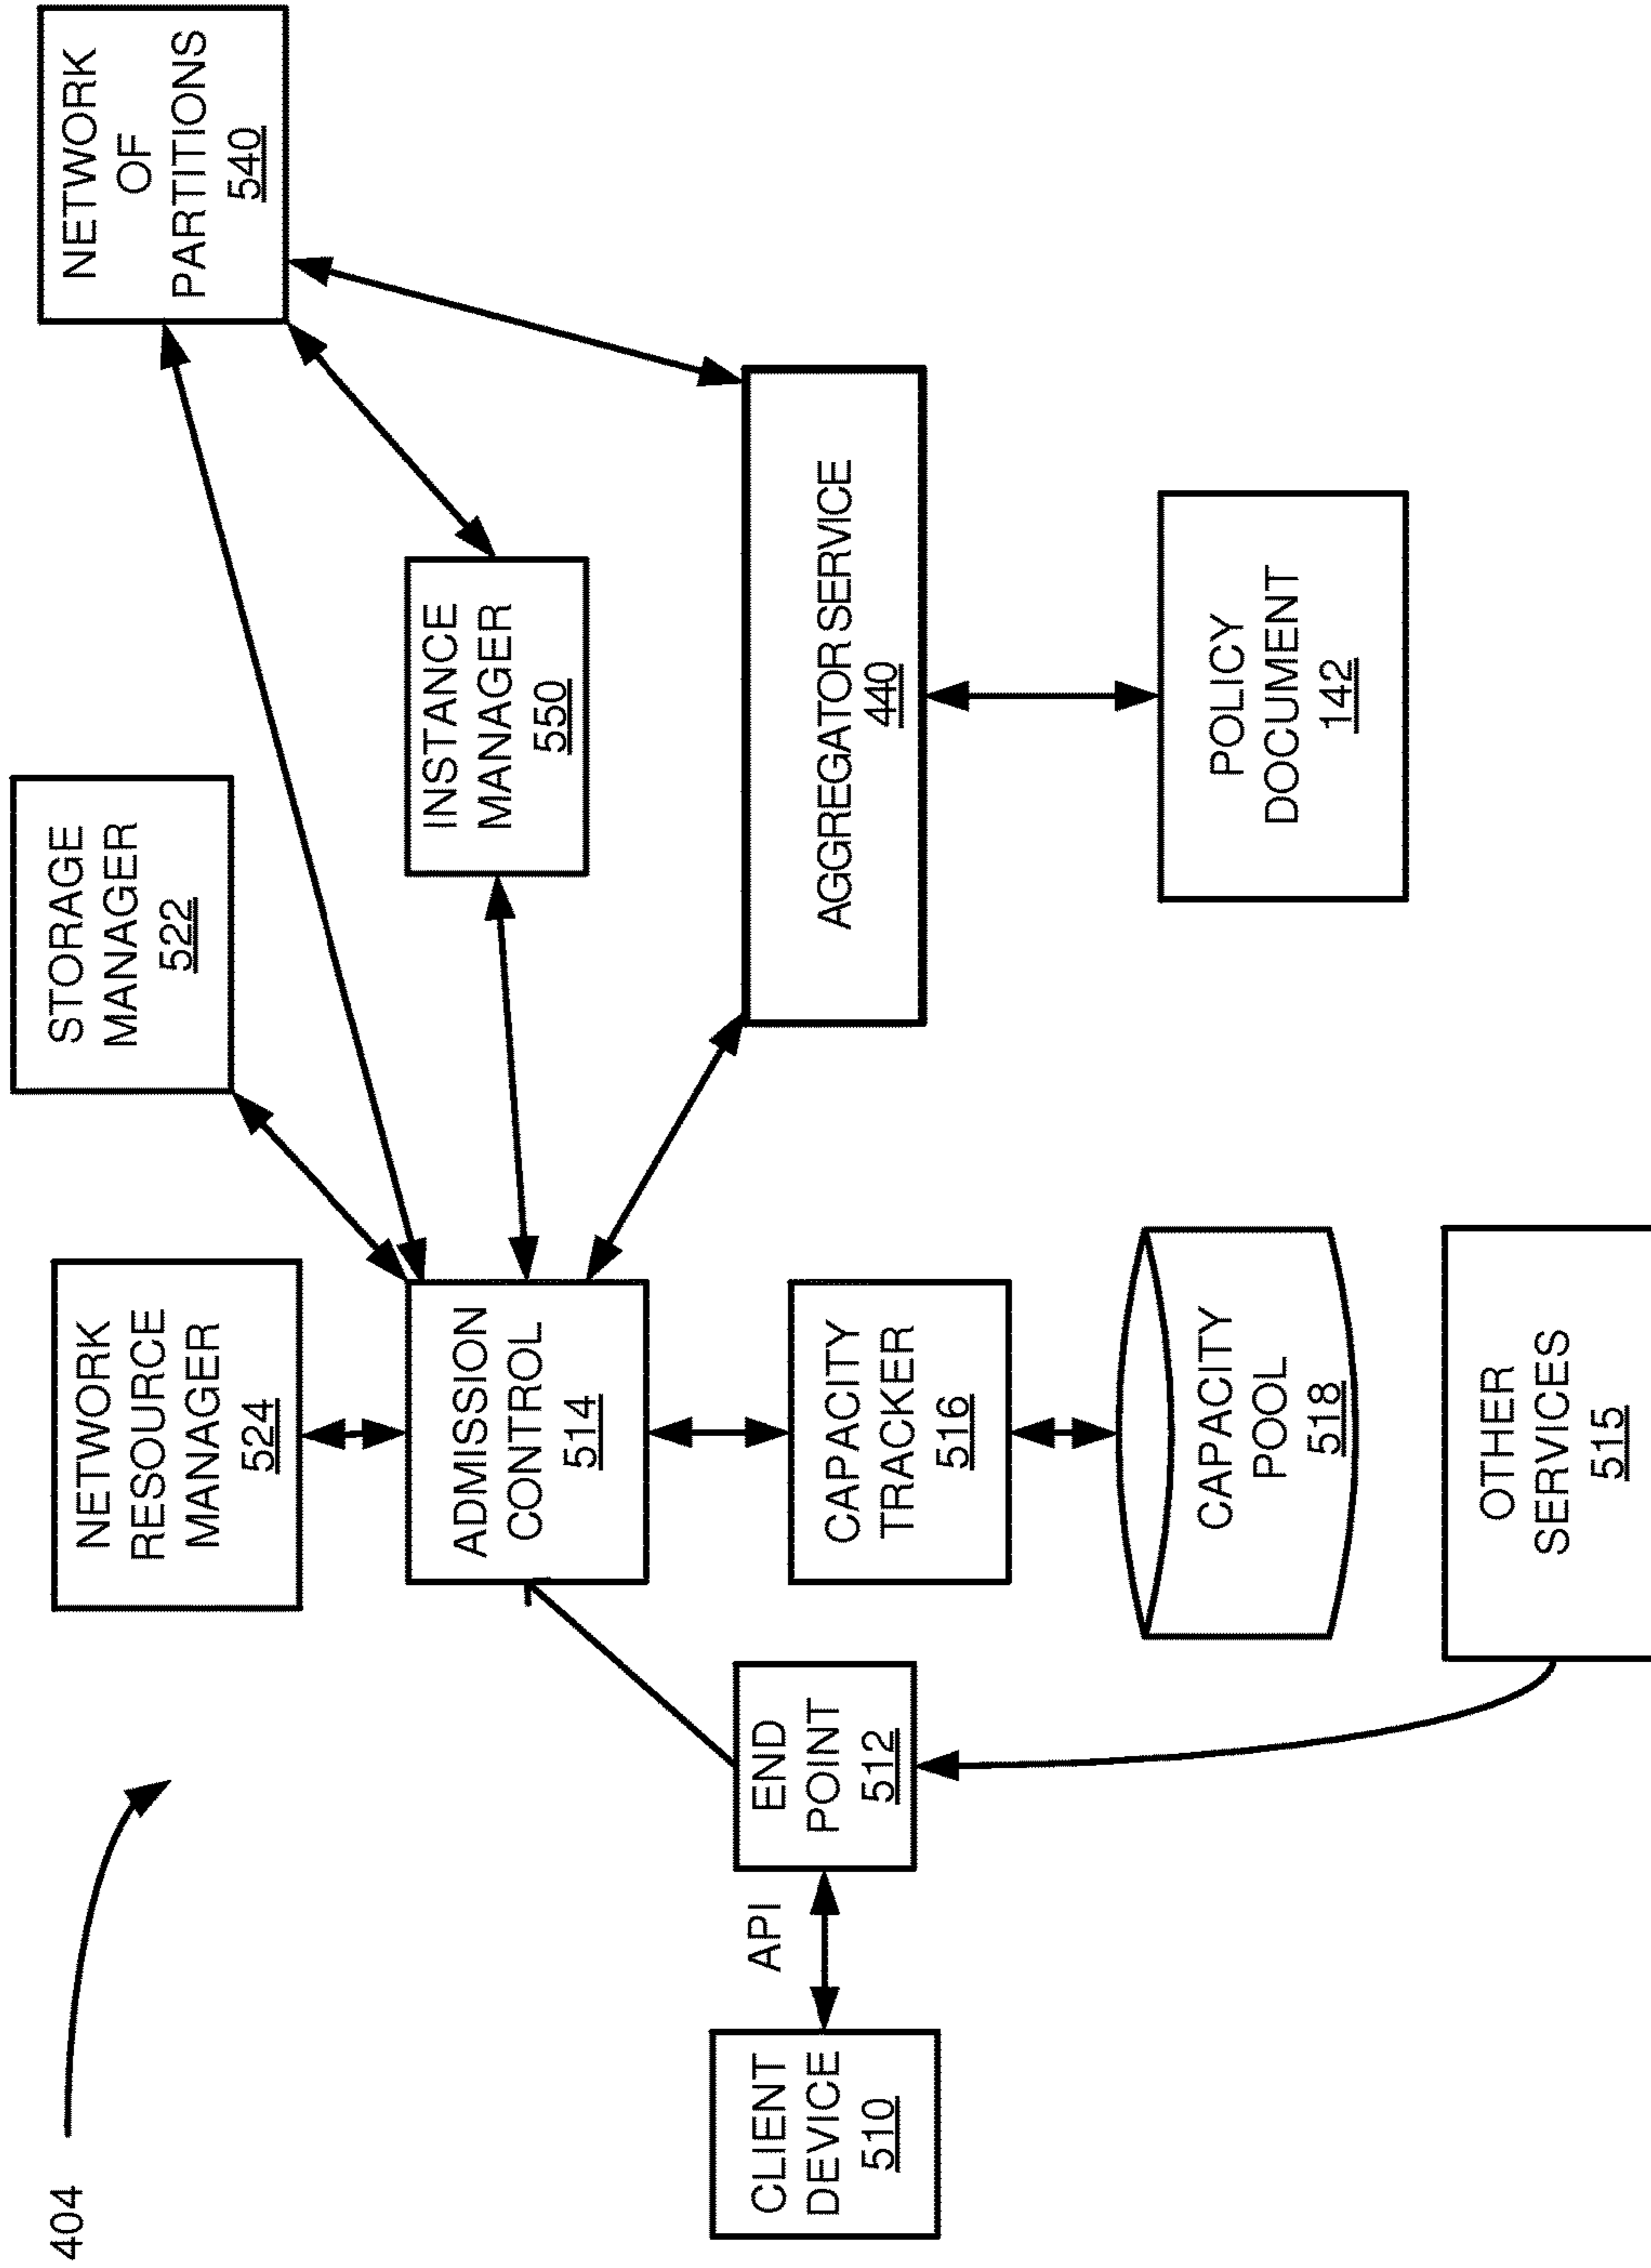 404
CLIENT
DEVICE
510
API
END
POINT
512
NETWORK
RESOURCE
MANAGER
524
ADMISSION
CONTROL
514
CAPACITY
TRACKER
516
CAPACITY
POOL
518
OTHER
SERVICES
515
STORAGE
MANAGER
522
INSTANCE
MANAGER
550
AGGREGATOR SERVICE
440
POLICY
DOCUMENT
142
NETWORK
OF
PARTITIONS
540